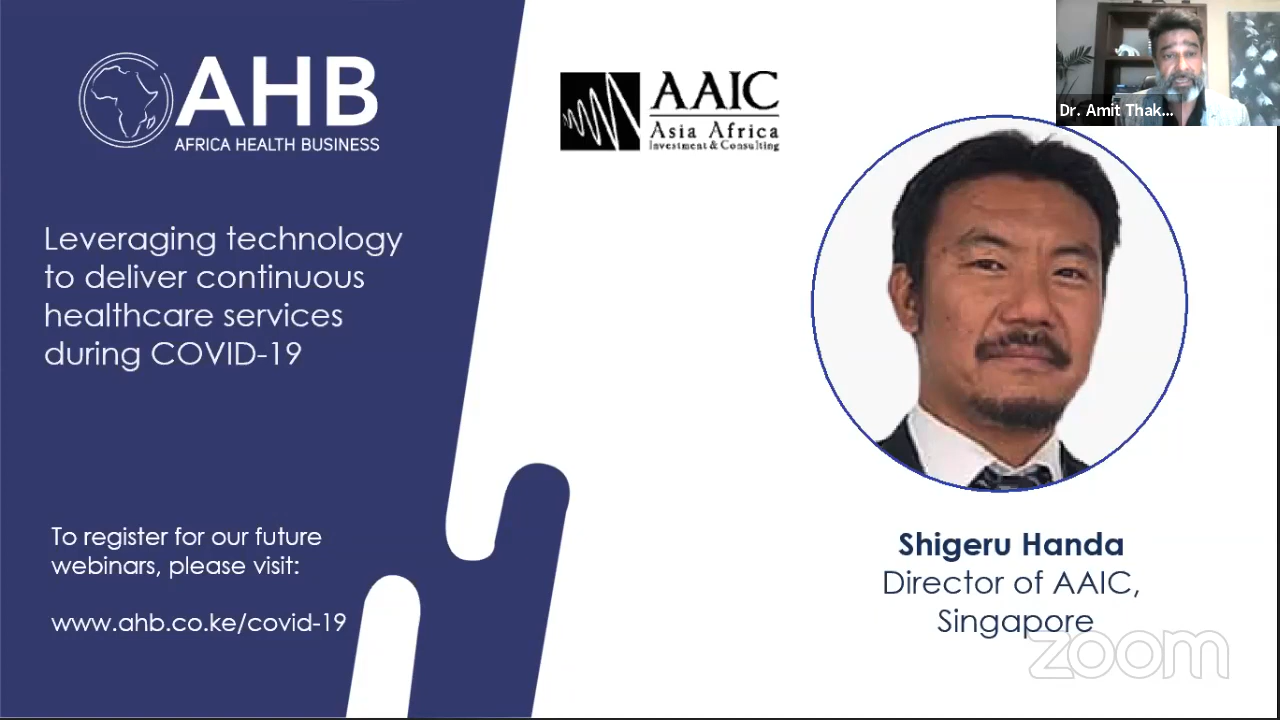 AHB
AFRICA HEALTH BUSINESS
AAIC
Asia Africa
Investment & Consulting
Dr. Amit Thak...
Leveraging technology
to deliver continuous
healthcare services
during COVID-19
To register for our future
webinars, please visit:
www.ahb.co.ke/covid-19
Shigeru Handa
Director of AAIC,
Singapore
zoom